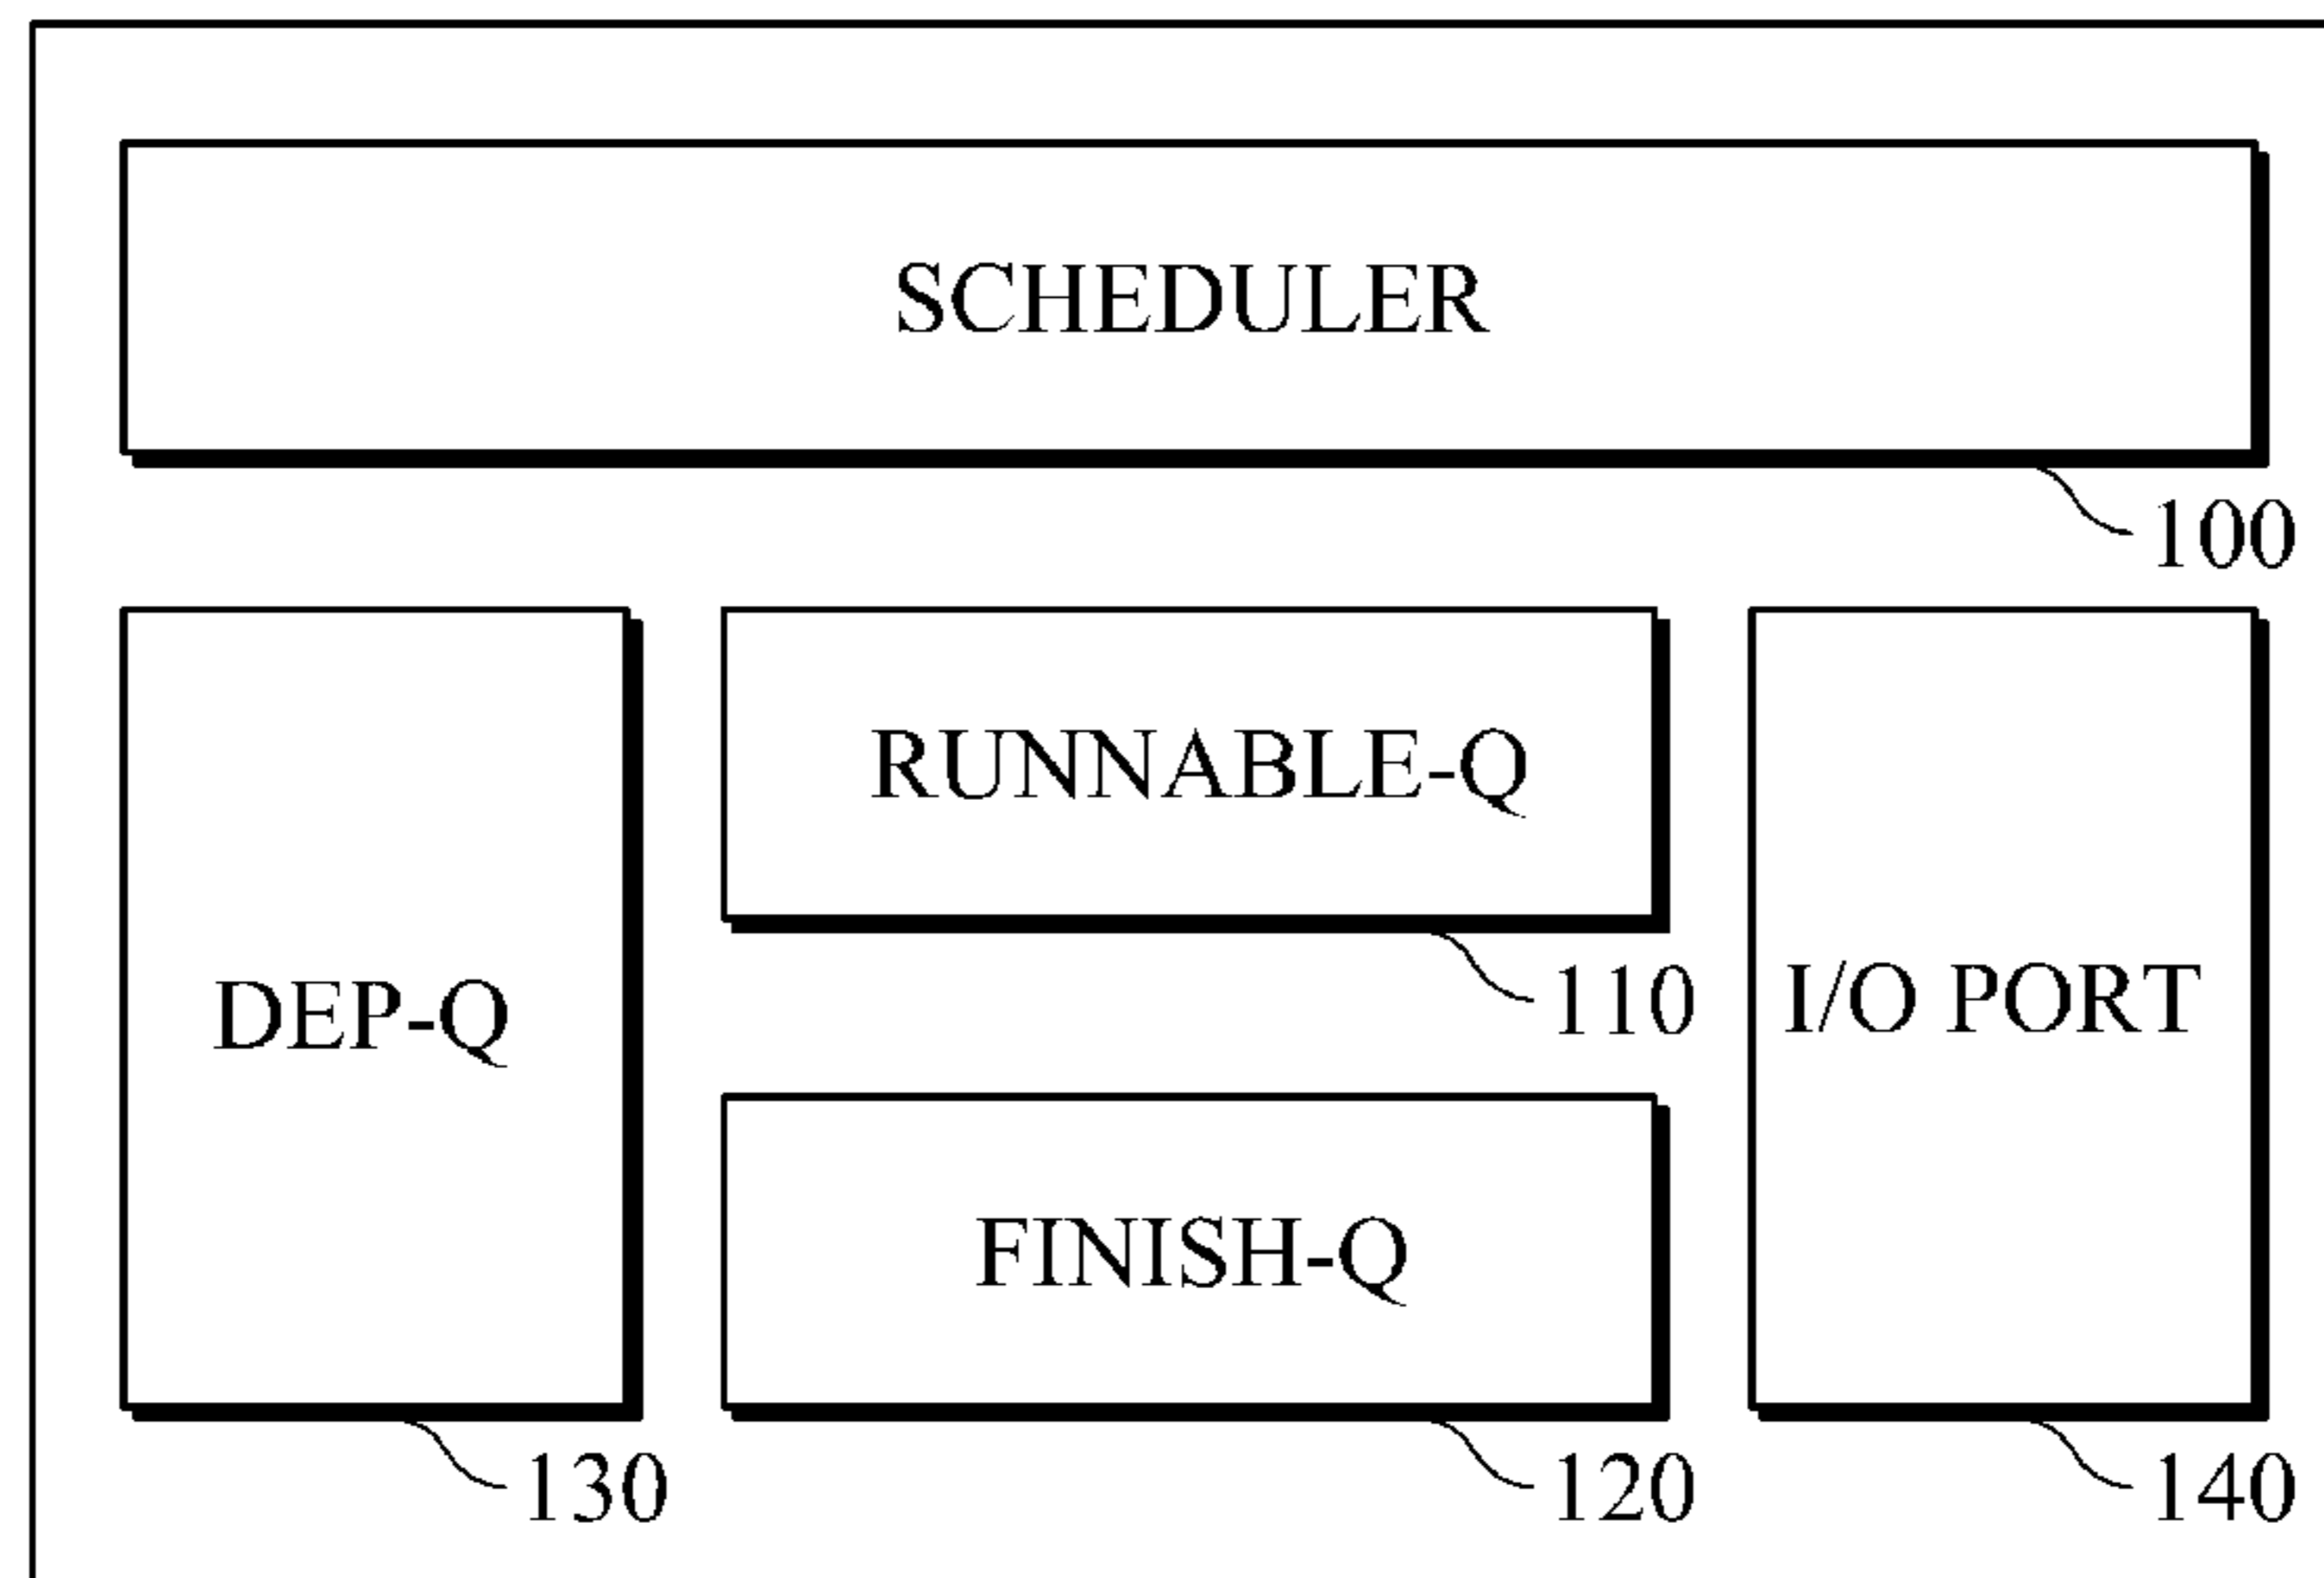 SCHEDULER
100
RUNNABLE-Q
110
DEP-Q
I/O PORT
FINISH-Q
130
120
140